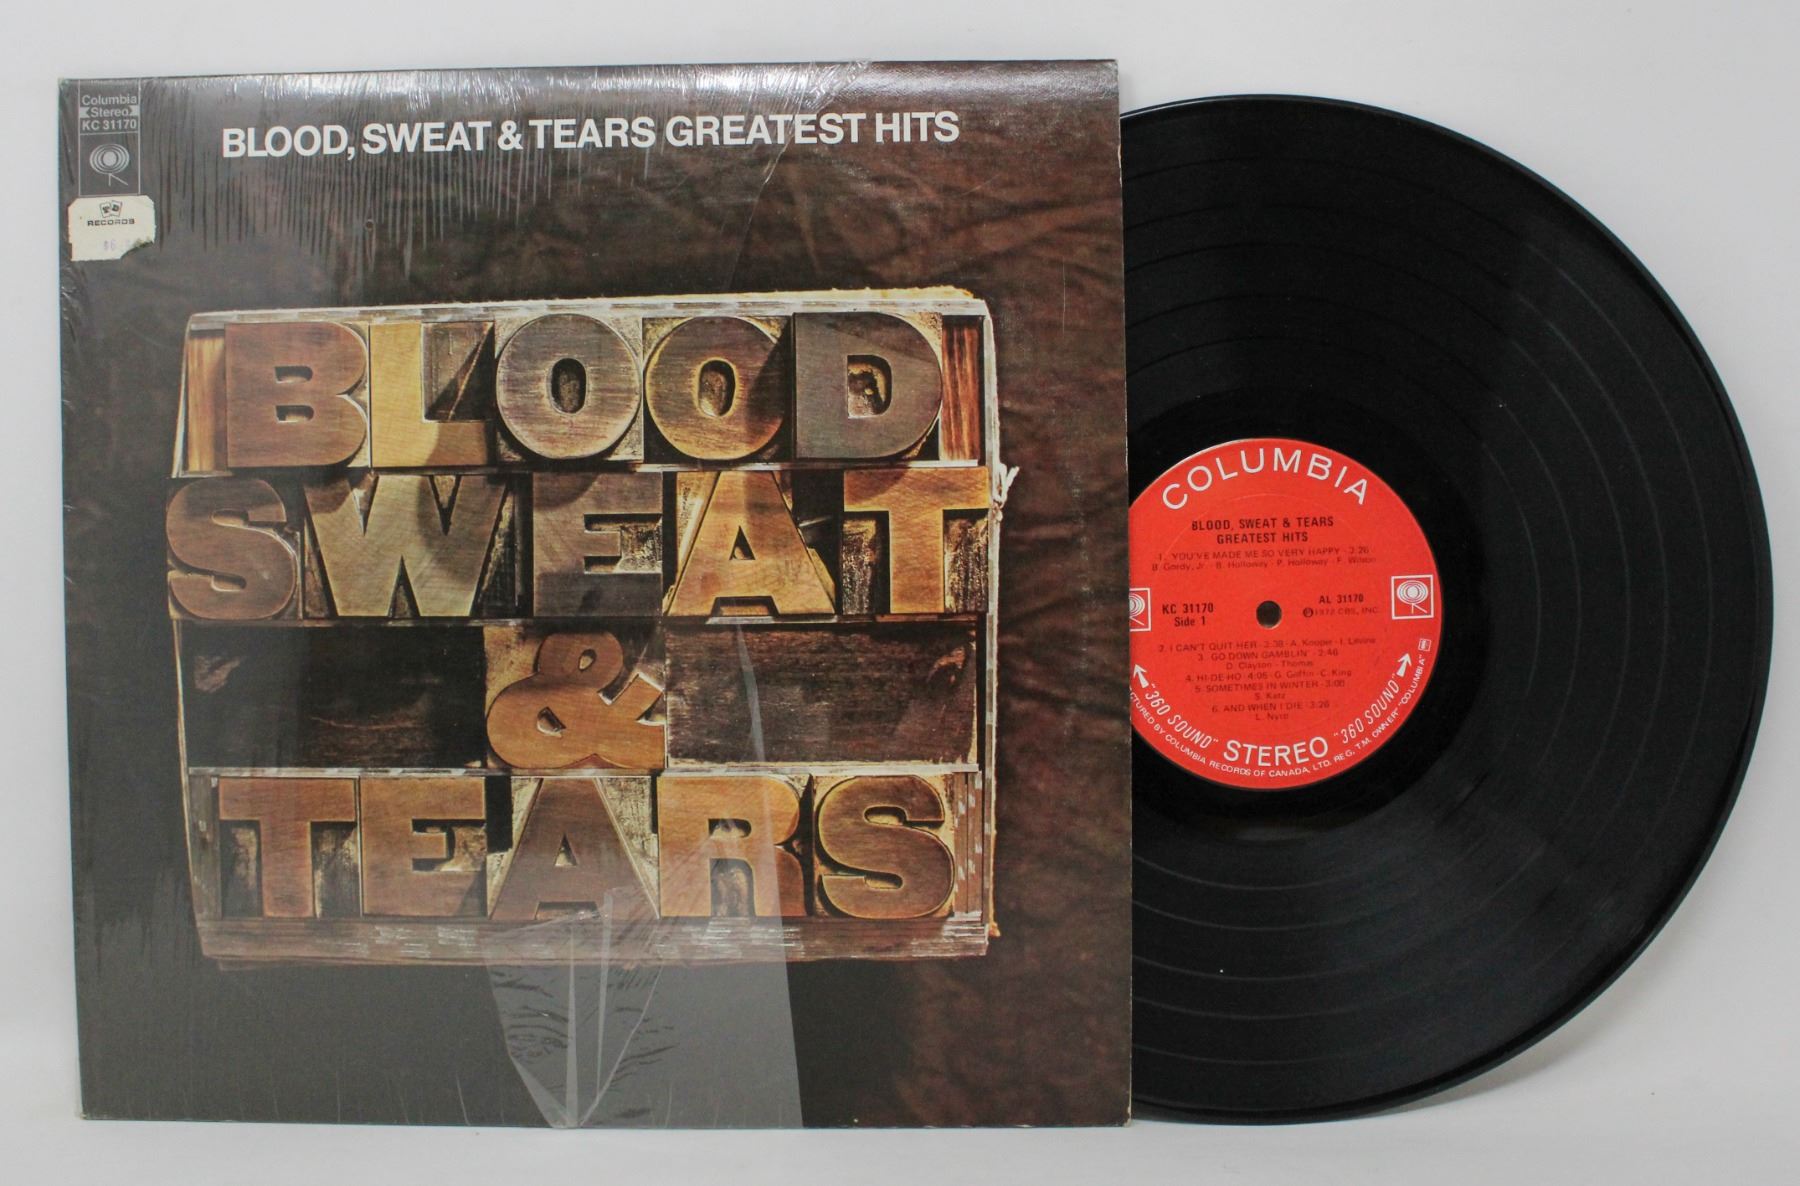 Columbia
Stereo
KC 31170
BLOOD, SWEAT & TEARS GREATEST HITS
RECORDS
$6
BLOOD
SWEAT
&
TEARS
COLUMBIA
BLOOD, SWEAT & TEARS
GREATEST HITS
1. YOU'VE MADE ME SO VERY HAPPY - 3:26
B. Gordy, Jr. - B. Holloway - P. Holloway - F. Wilson
KC 31170
Side 1
AL 31170
℗1972 CBS, INC.
2. I CAN'T QUIT HER - 3:38 - A. Kooper - I. Levine
3. GO DOWN GAMBLIN' - 2:46
D. Clayton - Thomas
4. HI-DE-HO - 4:05 - G. Goffin - C. King
5. SOMETIMES IN WINTER - 3:08
S. Katz
6. AND WHEN I DIE - 3:26
L. Nyro
"360 SOUND" STEREO "360 SOUND"
BY COLUMBIA RECORDS OF CANADA, LTD. REG. T.M. OWNER "COLUMBIA"